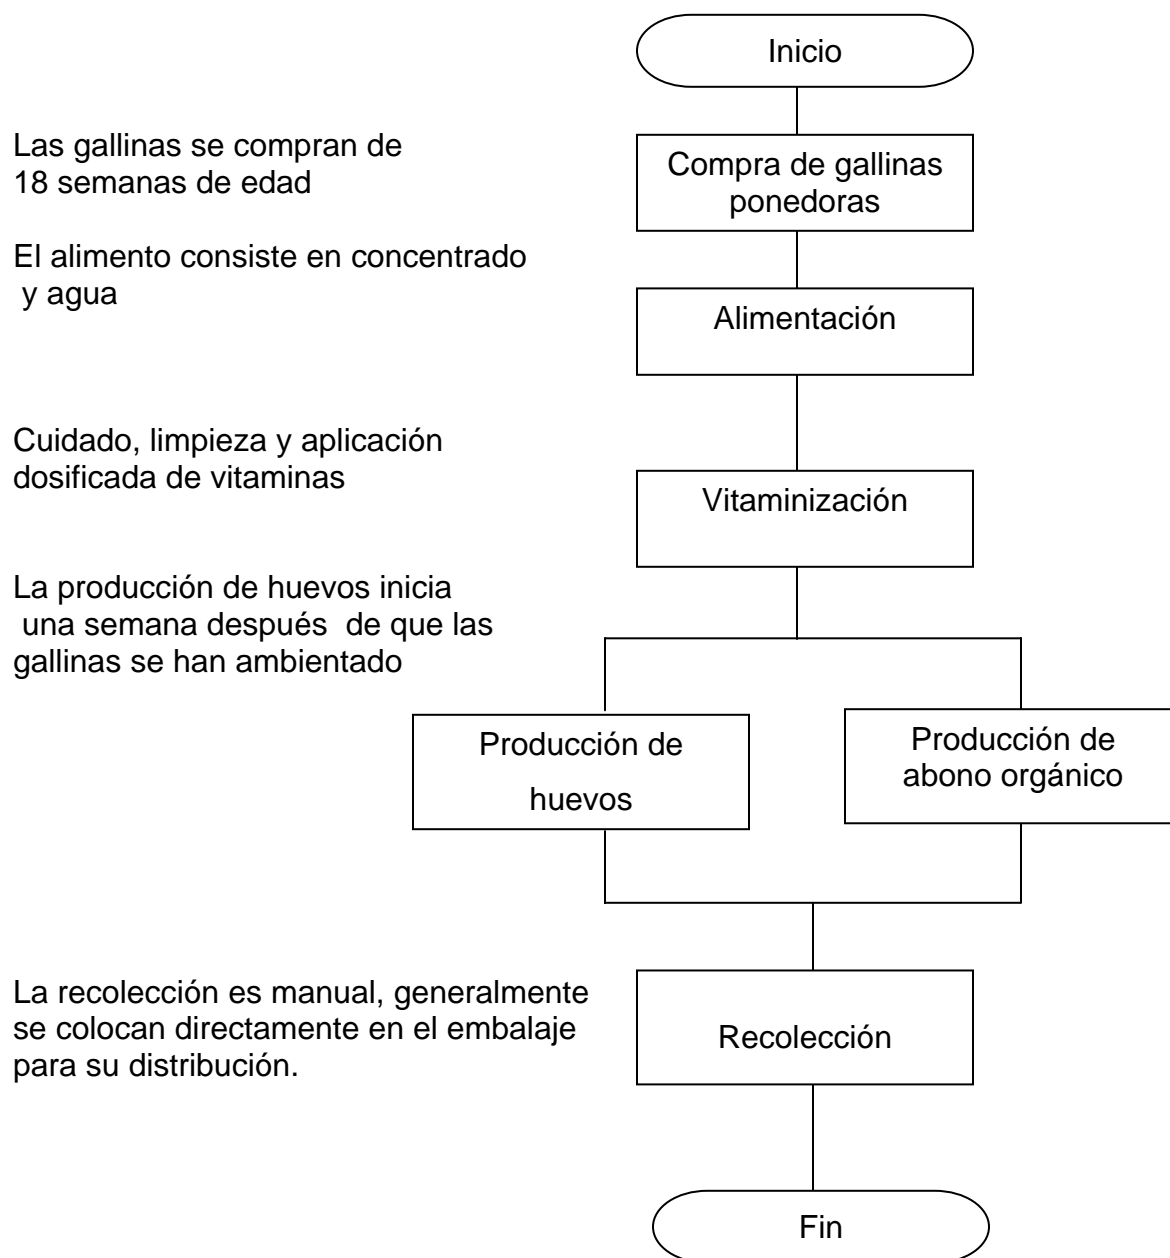 Inicio
Las gallinas se compran de
18 semanas de edad
Compra de gallinas
ponedoras
El alimento consiste en concentrado
y agua
Alimentación
Cuidado, limpieza y aplicación
dosificada de vitaminas
Vitaminización
La producción de huevos inicia
una semana después de que las
gallinas se han ambientado
Producción de
huevos
Producción de
abono orgánico
La recolección es manual, generalmente
se colocan directamente en el embalaje
para su distribución.
Recolección
Fin